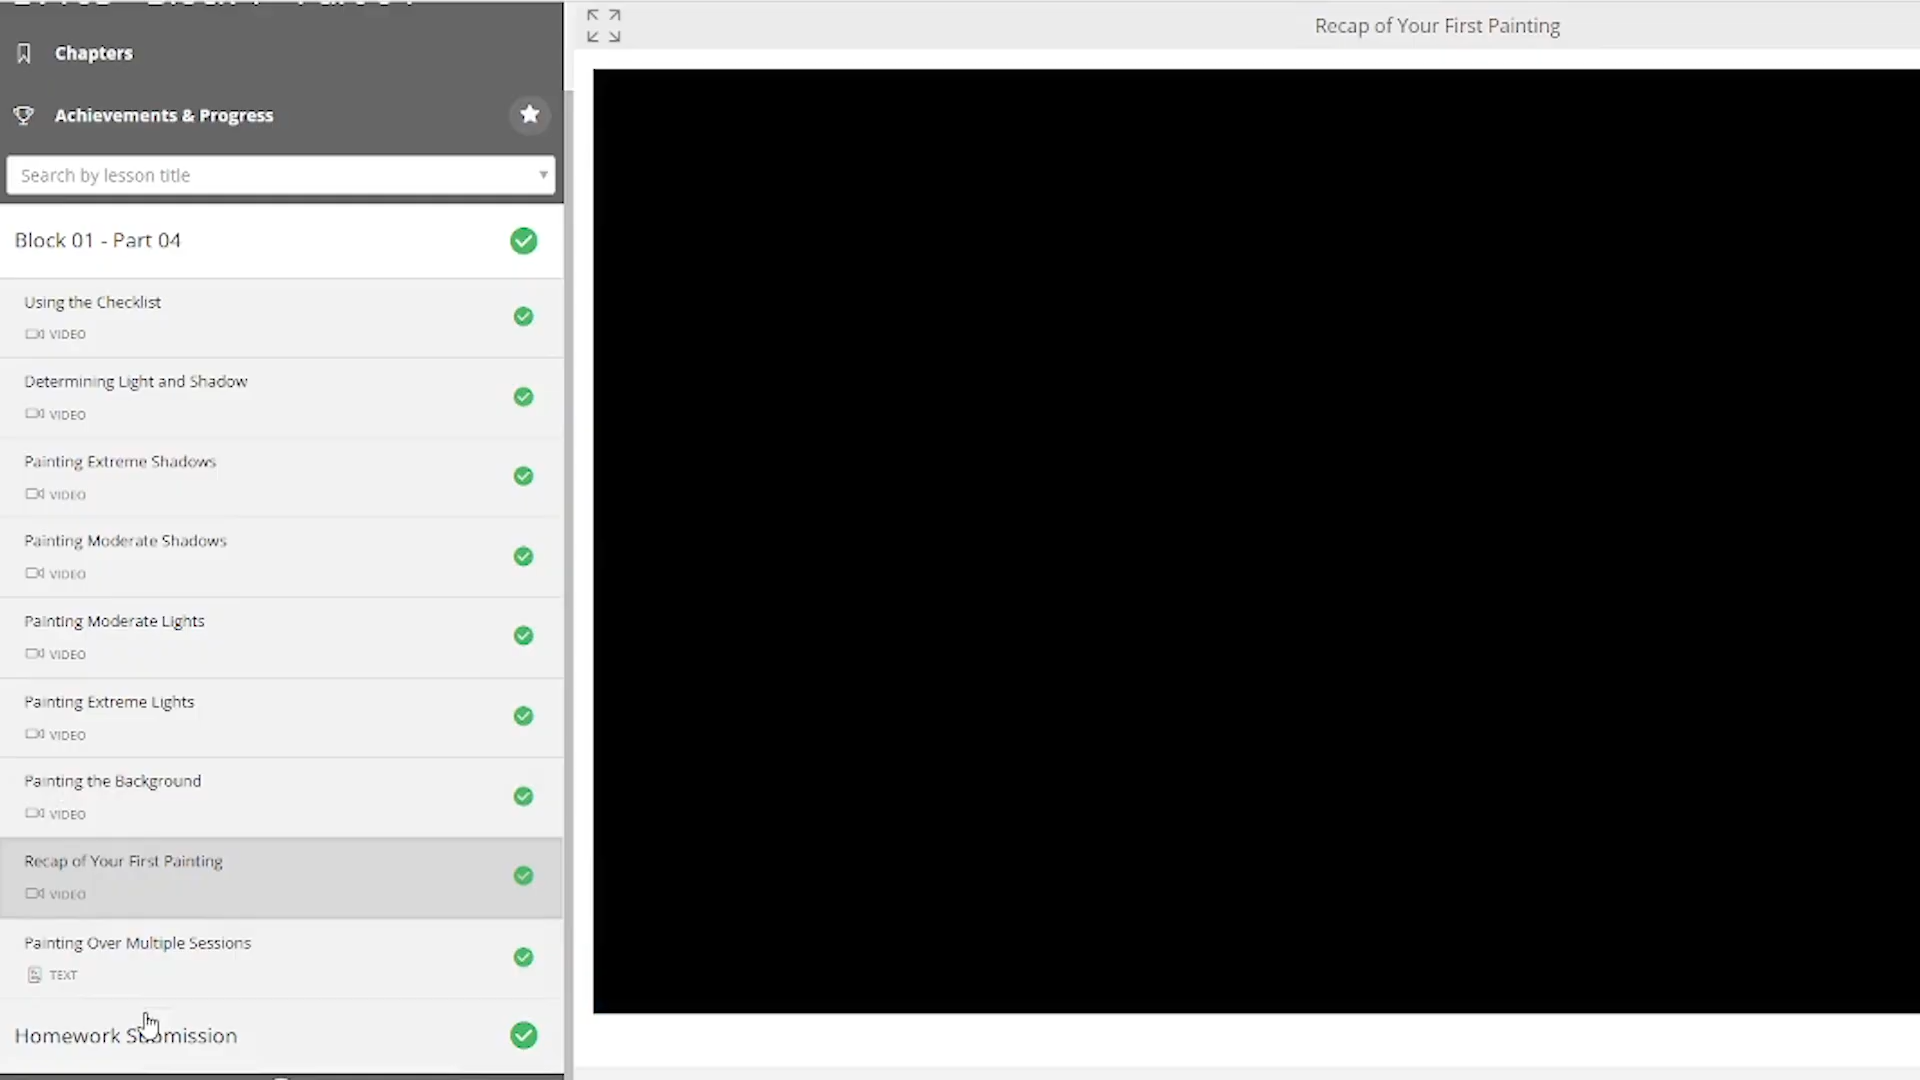 Recap of Your First Painting
Chapters
Achievements & Progress
Search by lesson title
Block 01 - Part 04
Using the Checklist
VIDEO
Determining Light and Shadow
VIDEO
Painting Extreme Shadows
VIDEO
Painting Moderate Shadows
VIDEO
Painting Moderate Lights
VIDEO
Painting Extreme Lights
VIDEO
Painting the Background
VIDEO
Recap of Your First Painting
VIDEO
Painting Over Multiple Sessions
TEXT
Homework Submission